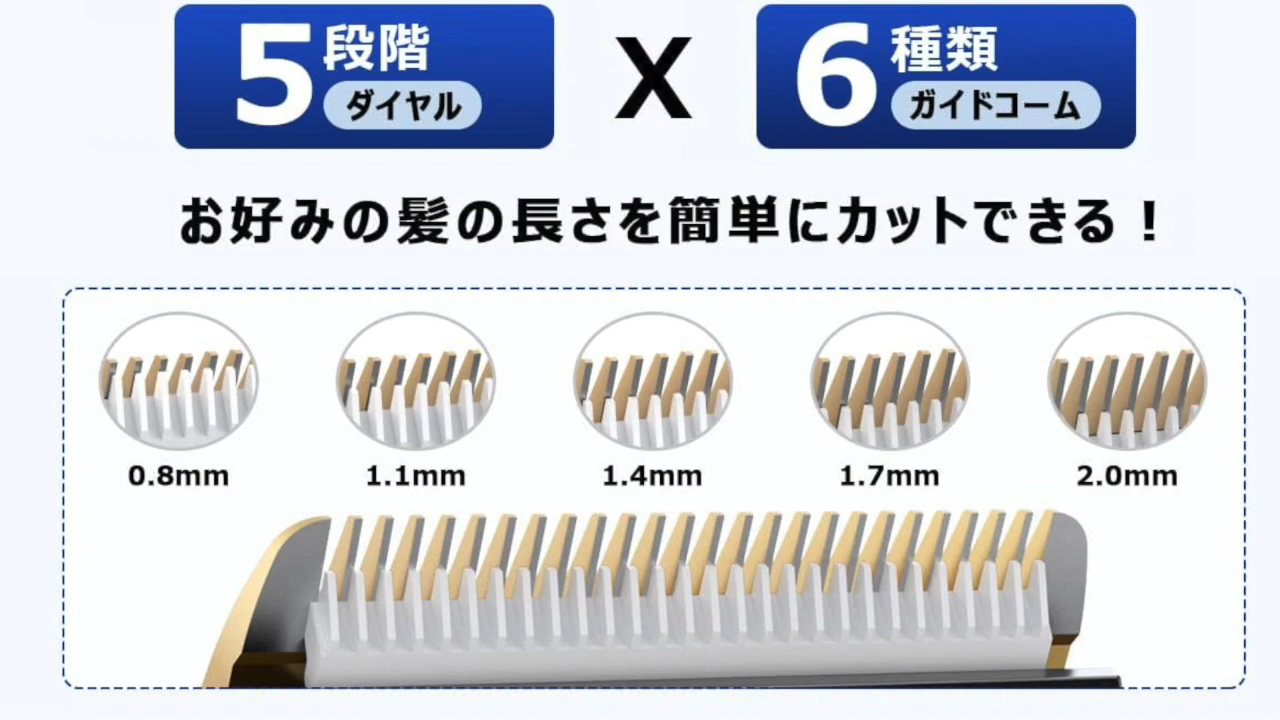 5段階
ダイヤル
X
6種類
ガイドコーム
お好みの髪の長さを簡単にカットできる！
0.8mm
1.1mm
1.4mm
1.7mm
2.0mm